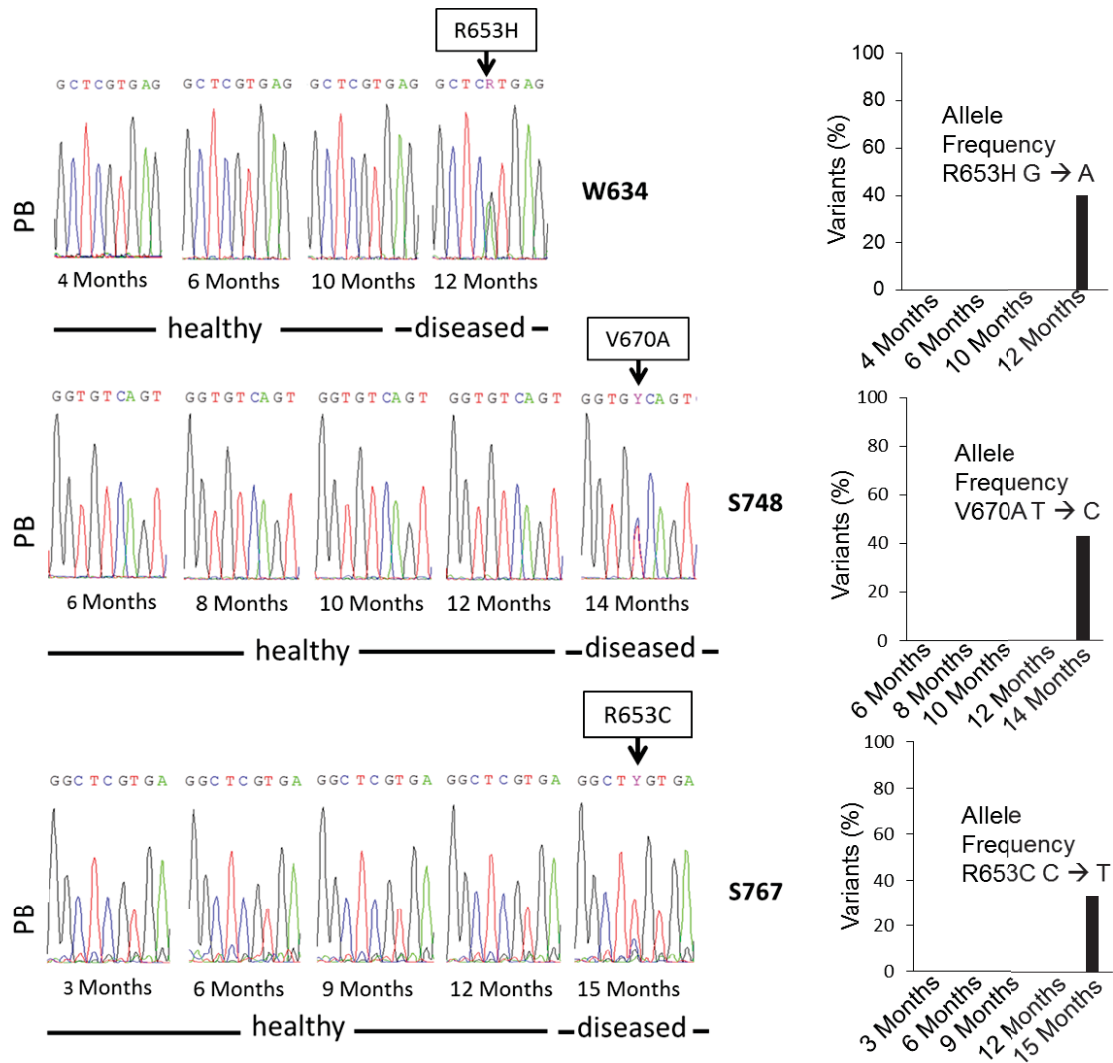 R653H
GCTCGTGAG GCTCGTGAG GCTCGTGAG GCTCRTGAG
PB
4 Months 6 Months 10 Months 12 Months
healthy diseased
W634
Variants (%)
100
80
60
40
20
0
Allele
Frequency
R653H G → A
4 Months 6 Months 10 Months 12 Months
V670A
GGTGTCAGT GGTGTCAGT GGTGTCAGT GGTGTCAGT GGTGYCAGT
PB
6 Months 8 Months 10 Months 12 Months 14 Months
healthy diseased
S748
Variants (%)
100
80
60
40
20
0
Allele
Frequency
V670A T → C
6 Months 8 Months 10 Months 12 Months 14 Months
R653C
GGCTCGTGA GGCTCGTGA GGCTCGTGA GGCTCGTGA GGCTYGTGA
PB
3 Months 6 Months 9 Months 12 Months 15 Months
healthy diseased
S767
Variants (%)
100
80
60
40
20
0
Allele
Frequency
R653C C → T
3 Months 6 Months 9 Months 12 Months 15 Months